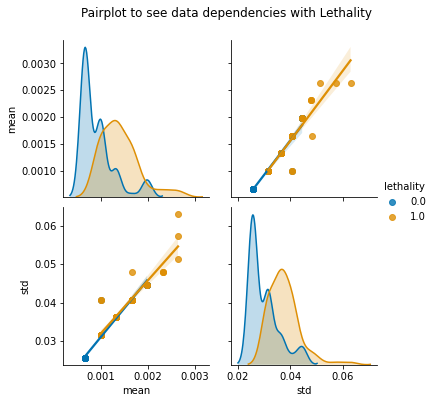 Pairplot to see data dependencies with Lethality
0.0030
0.0025
0.0020
0.0015
0.0010
mean
lethality
0.0
1.0
0.06
0.05
0.04
0.03
std
0.001 0.002 0.003
mean
0.02 0.04 0.06
std